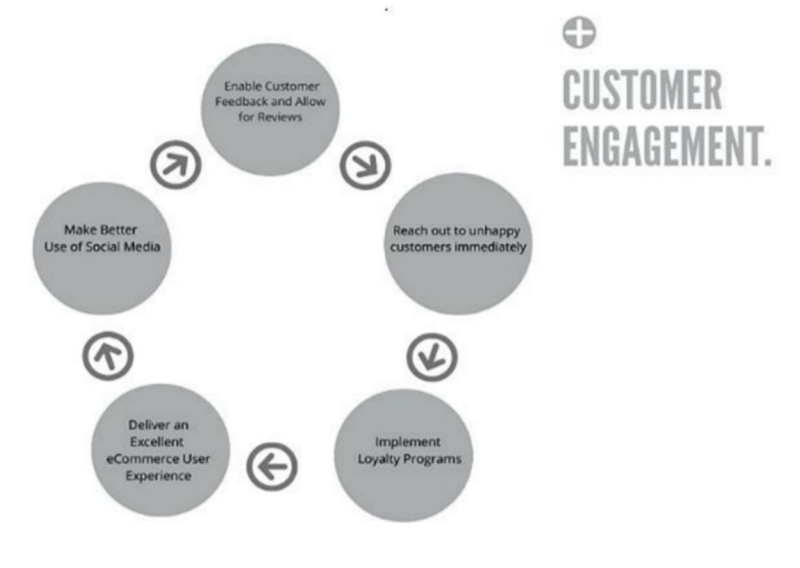 CUSTOMER
ENGAGEMENT.
Enable Customer
Feedback and Allow
for Reviews
Reach out to unhappy
customers immediately
Implement
Loyalty Programs
Deliver an
Excellent
eCommerce User
Experience
Make Better
Use of Social Media